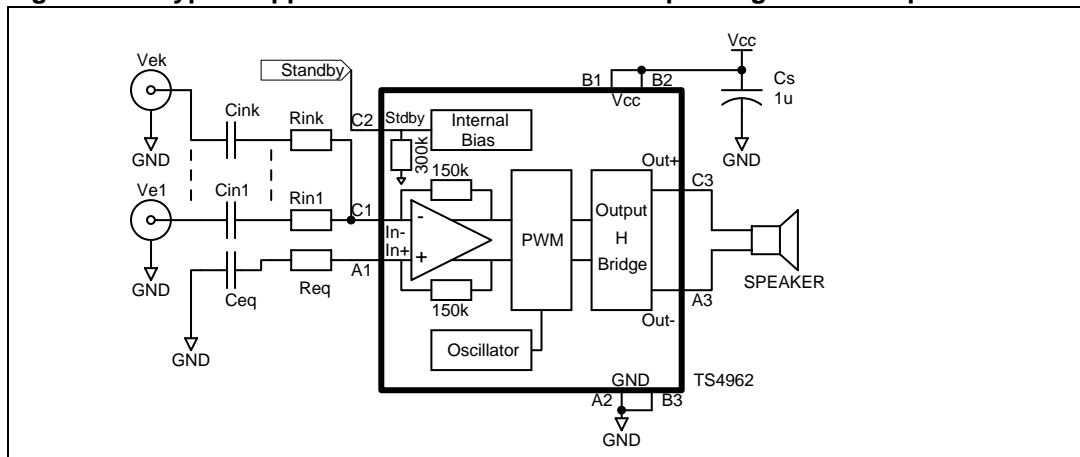 Vek
Standby
Vcc
B1
B2
Vcc
Cs
1u
Cink
Rink
C2
Stdby
Internal
Bias
300k
GND
GND
150k
Out+
C3
Ve1
Cin1
Rin1
C1
In-
-
In+
+
PWM
Output
H
Bridge
A1
GND
Ceq
Req
150k
SPEAKER
A3
Out-
GND
Oscillator
GND
TS4962
A2
B3
GND